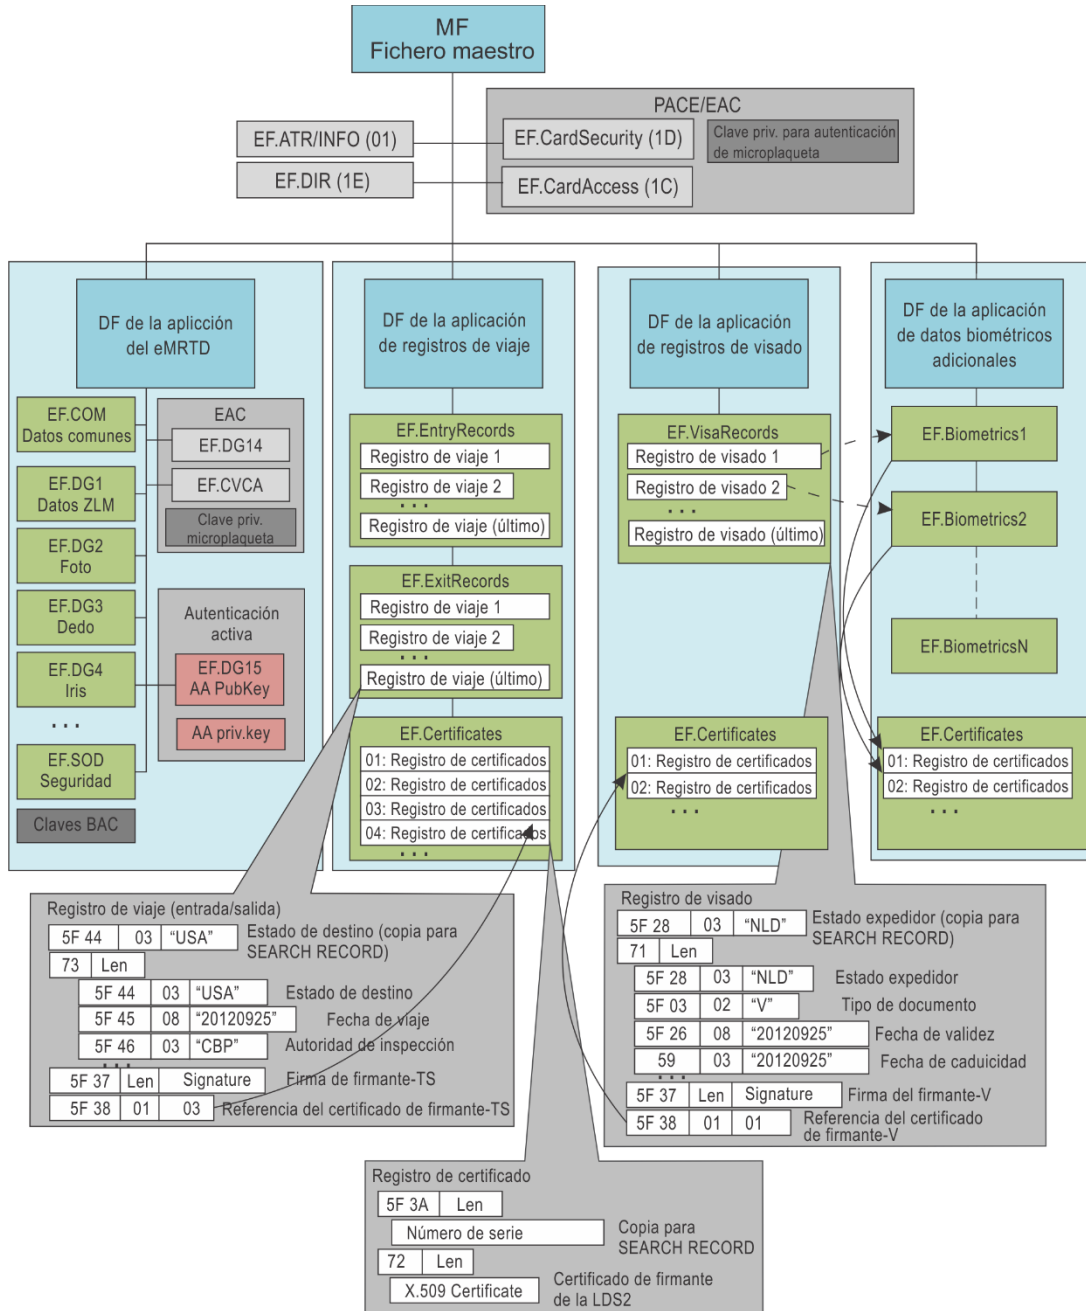 MF
Fichero maestro
PACE/EAC
EF.ATR/INFO (01)
EF.CardSecurity (1D)
Clave priv. para autenticación
de microplaqueta
EF.DIR (1E)
EF.CardAccess (1C)
DF de la aplicción
del eMRTD
EF.COM
Datos comunes
EF.DG1
Datos ZLM
EF.DG2
Foto
EF.DG3
Dedo
EF.DG4
Iris
...
EF.SOD
Seguridad
Claves BAC
EAC
EF.DG14
EF.CVCA
Clave priv.
microplaqueta
Autenticación
activa
EF.DG15
AA PubKey
AA priv.key
DF de la aplicación
de registros de viaje
EF.EntryRecords
Registro de viaje 1
Registro de viaje 2
...
Registro de viaje (último)
EF.ExitRecords
Registro de viaje 1
Registro de viaje 2
...
Registro de viaje (último)
EF.Certificates
01: Registro de certificados
02: Registro de certificados
03: Registro de certificados
04: Registro de certificados
...
DF de la aplicación
de registros de visado
EF.VisaRecords
Registro de visado 1
Registro de visado 2
...
Registro de visado (último)
EF.Certificates
01: Registro de certificados
02: Registro de certificados
...
DF de la aplicación
de datos biométricos
adicionales
EF.Biometrics1
EF.Biometrics2
EF.BiometricsN
EF.Certificates
01: Registro de certificados
02: Registro de certificados
...
Registro de viaje (entrada/salida)
5F 44 03 “USA” Estado de destino (copia para
SEARCH RECORD)
73 Len
5F 44 03 “USA” Estado de destino
5F 45 08 “20120925” Fecha de viaje
5F 46 03 “CBP” Autoridad de inspección
...
5F 37 Len Signature Firma de firmante-TS
5F 38 01 03 Referencia del certificado de firmante-TS
Registro de visado
5F 28 03 “NLD” Estado expedidor (copia para
SEARCH RECORD)
71 Len
5F 28 03 “NLD” Estado expedidor
5F 03 02 “V” Tipo de documento
5F 26 08 “20120925” Fecha de validez
59 03 “20120925” Fecha de caduicidad
...
5F 37 Len Signature Firma del firmante-V
5F 38 01 01 Referencia del certificado
de firmante-V
Registro de certificado
5F 3A Len
Número de serie Copia para
SEARCH RECORD
72 Len
X.509 Certificate Certificado de firmante
de la LDS2